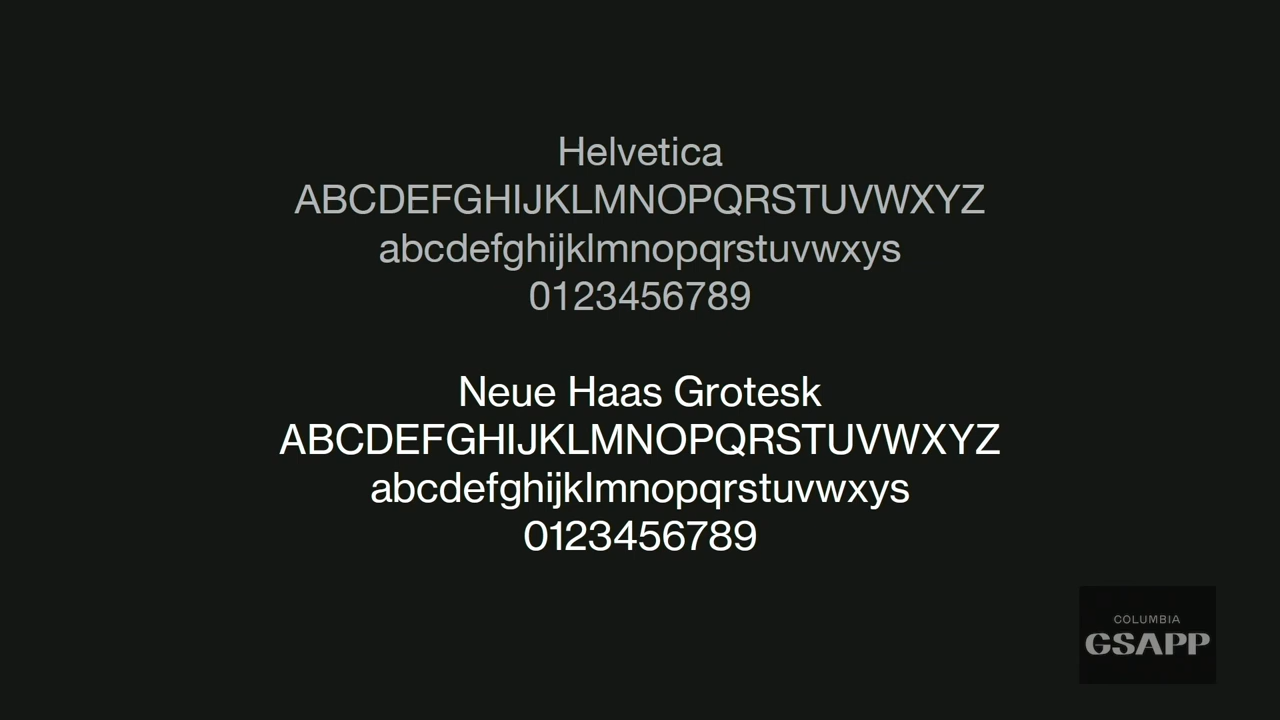 Helvetica
ABCDEFGHIJKLMNOPQRSTUVWXYZ
abcdefghijklmnopqrstuvwxys
0123456789
Neue Haas Grotesk
ABCDEFGHIJKLMNOPQRSTUVWXYZ
abcdefghijklmnopqrstuvwxys
0123456789
COLUMBIA
GSAPP